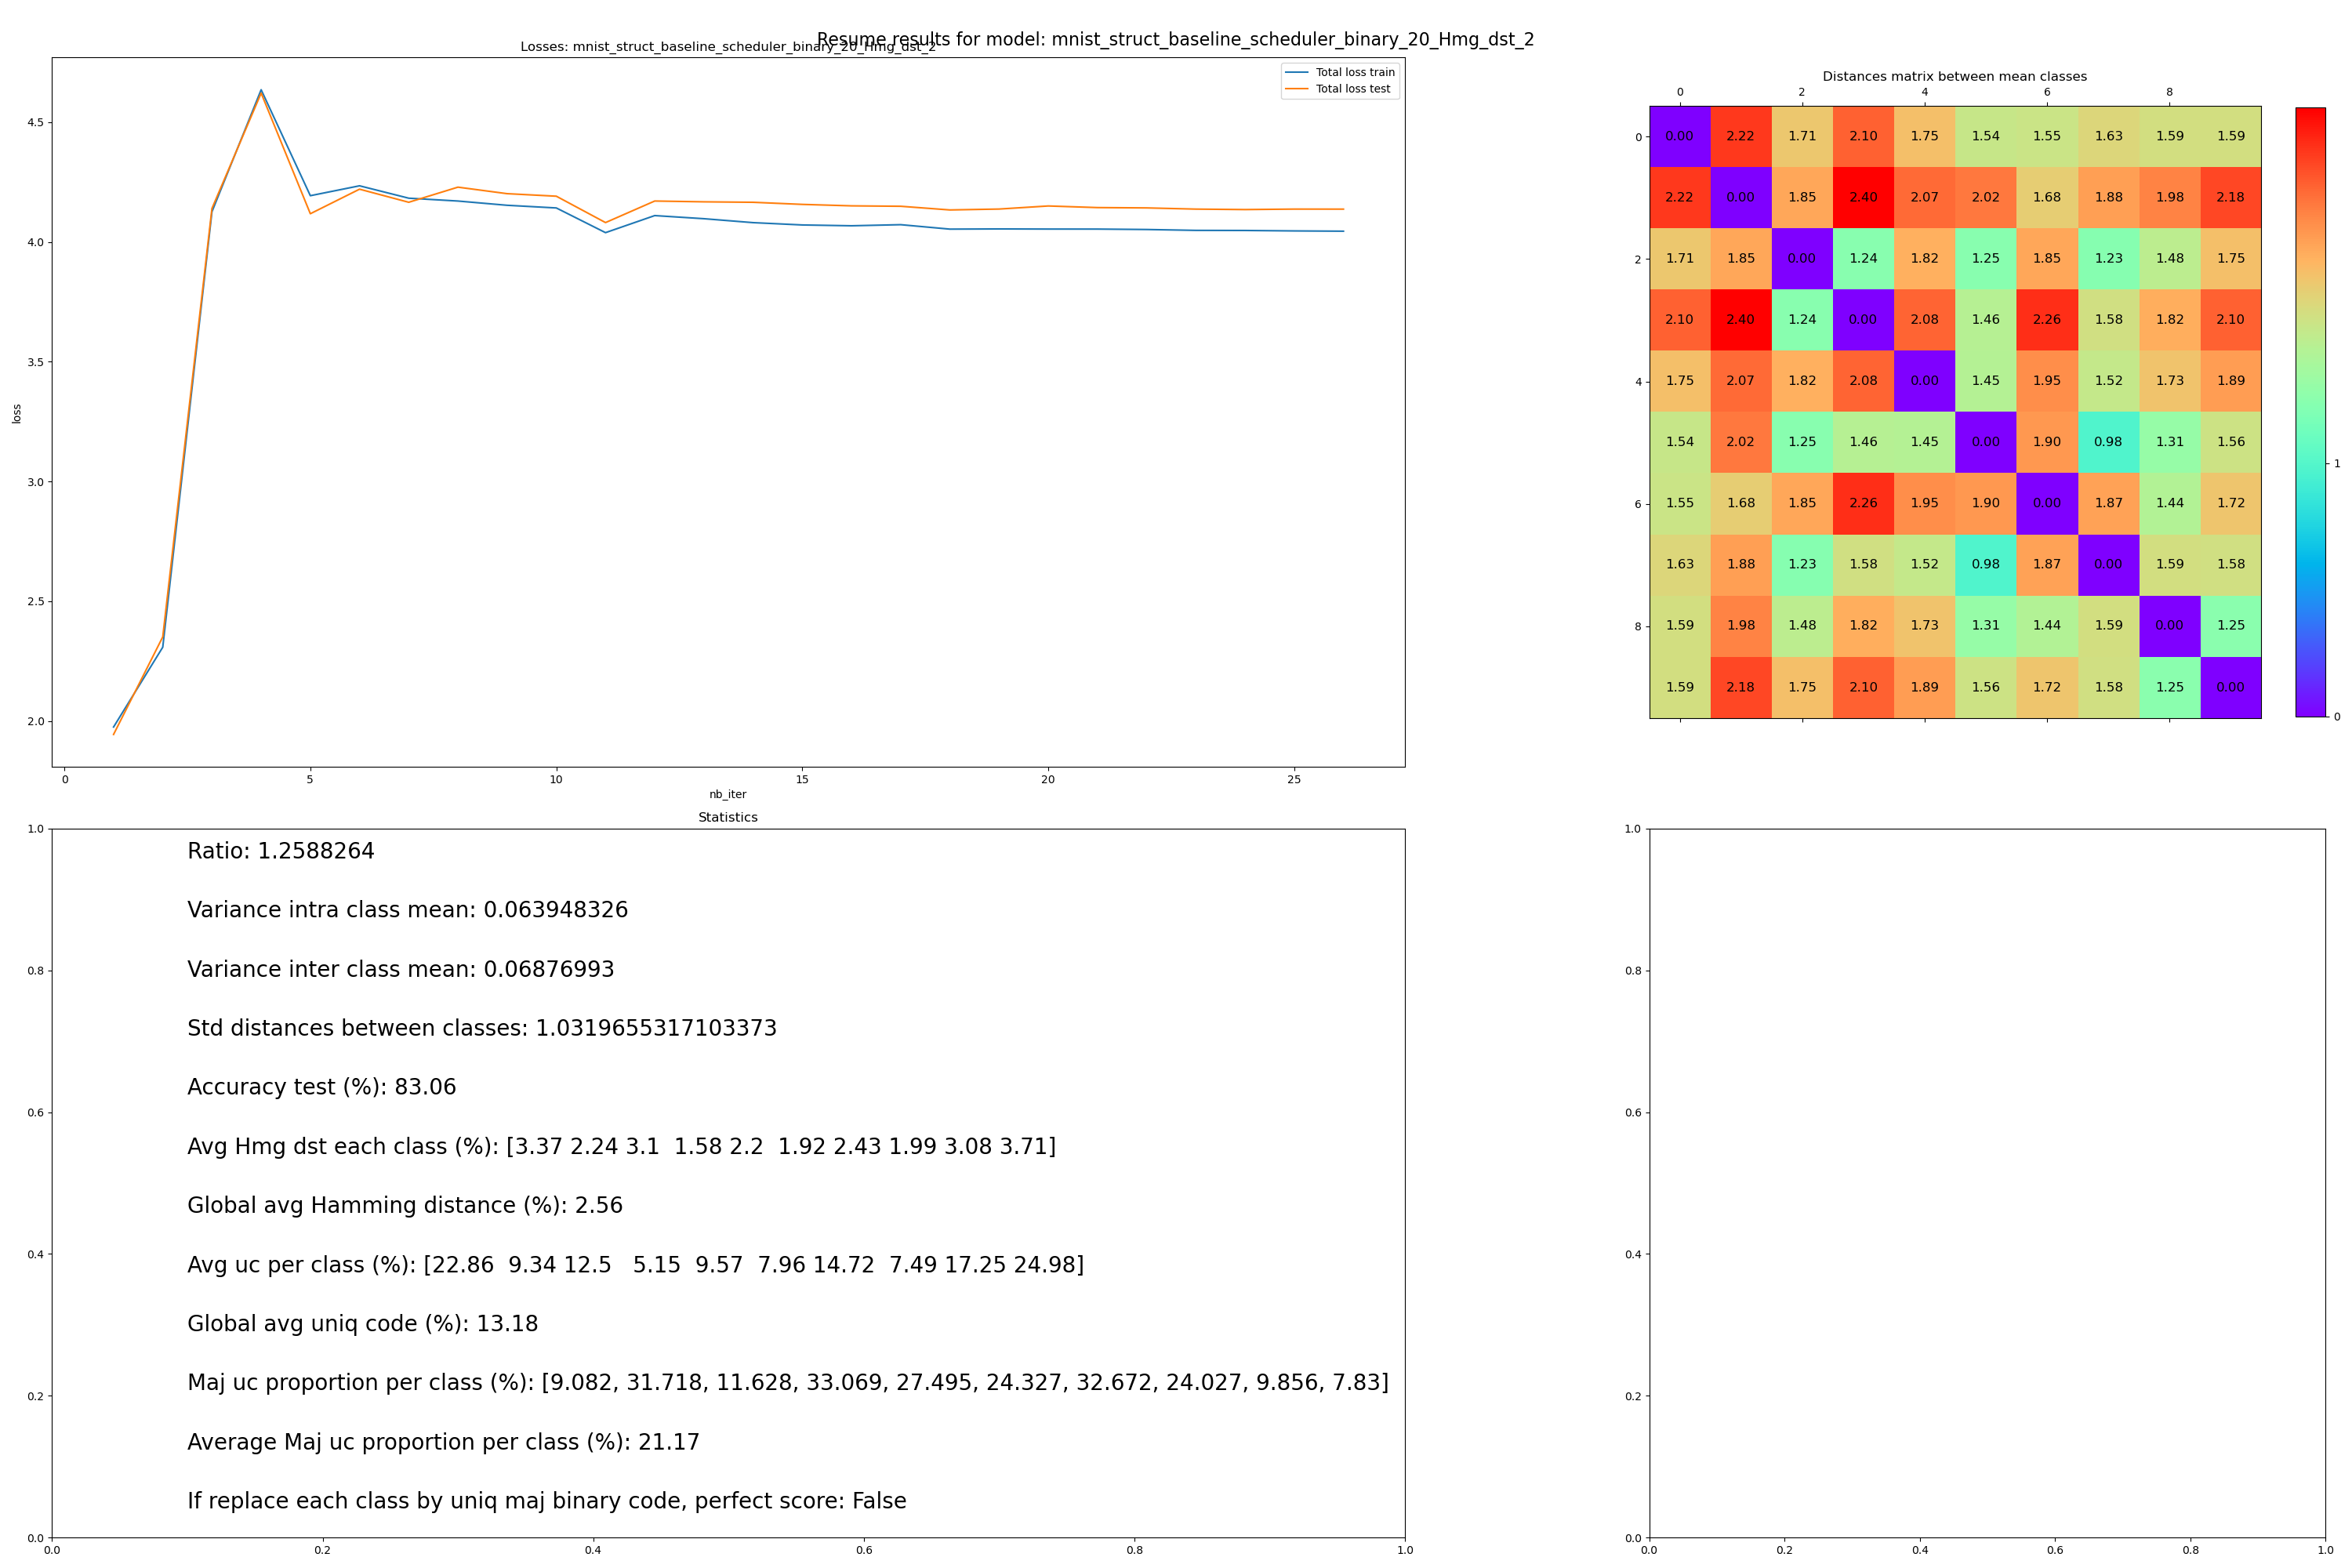 Resume results for model: mnist_struct_baseline_scheduler_binary_20_Hmg_dst_2
Losses: mnist_struct_baseline_scheduler_binary_20_Hmg_dst_2
Total loss train
Total loss test
4.5
4.0
3.5
3.0
2.5
2.0
loss
0 5 10 15 20 25
nb_iter
Distances matrix between mean classes
0 2 4 6 8
0 0.00 2.22 1.71 2.10 1.75 1.54 1.55 1.63 1.59 1.59
2.22 0.00 1.85 2.40 2.07 2.02 1.68 1.88 1.98 2.18
2 1.71 1.85 0.00 1.24 1.82 1.25 1.85 1.23 1.48 1.75
2.10 2.40 1.24 0.00 2.08 1.46 2.26 1.58 1.82 2.10
4 1.75 2.07 1.82 2.08 0.00 1.45 1.95 1.52 1.73 1.89
1.54 2.02 1.25 1.46 1.45 0.00 1.90 0.98 1.31 1.56
6 1.55 1.68 1.85 2.26 1.95 1.90 0.00 1.87 1.44 1.72
1.63 1.88 1.23 1.58 1.52 0.98 1.87 0.00 1.59 1.58
8 1.59 1.98 1.48 1.82 1.73 1.31 1.44 1.59 0.00 1.25
1.59 2.18 1.75 2.10 1.89 1.56 1.72 1.58 1.25 0.00
1
0
Statistics
Ratio: 1.2588264
Variance intra class mean: 0.063948326
Variance inter class mean: 0.06876993
Std distances between classes: 1.0319655317103373
Accuracy test (%): 83.06
Avg Hmg dst each class (%): [3.37 2.24 3.1  1.58 2.2  1.92 2.43 1.99 3.08 3.71]
Global avg Hamming distance (%): 2.56
Avg uc per class (%): [22.86  9.34 12.5   5.15  9.57  7.96 14.72  7.49 17.25 24.98]
Global avg uniq code (%): 13.18
Maj uc proportion per class (%): [9.082, 31.718, 11.628, 33.069, 27.495, 24.327, 32.672, 24.027, 9.856, 7.83]
Average Maj uc proportion per class (%): 21.17
If replace each class by uniq maj binary code, perfect score: False
1.0
0.8
0.6
0.4
0.2
0.0
0.0 0.2 0.4 0.6 0.8 1.0
1.0
0.8
0.6
0.4
0.2
0.0
0.0 0.2 0.4 0.6 0.8 1.0